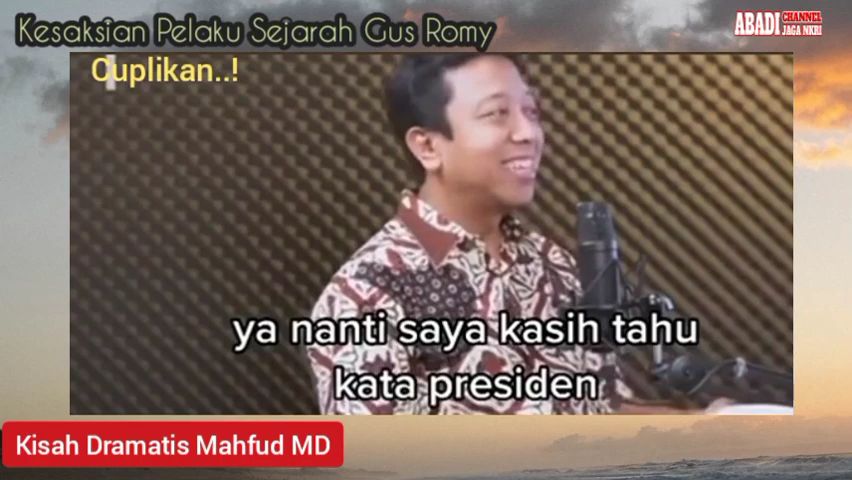 Kesaksian Pelaku Sejarah Gus Romy
ABADI CHANNEL
JAGA NKRI
Cuplikan..!
ya nanti saya kasih tahu
kata presiden
Kisah Dramatis Mahfud MD